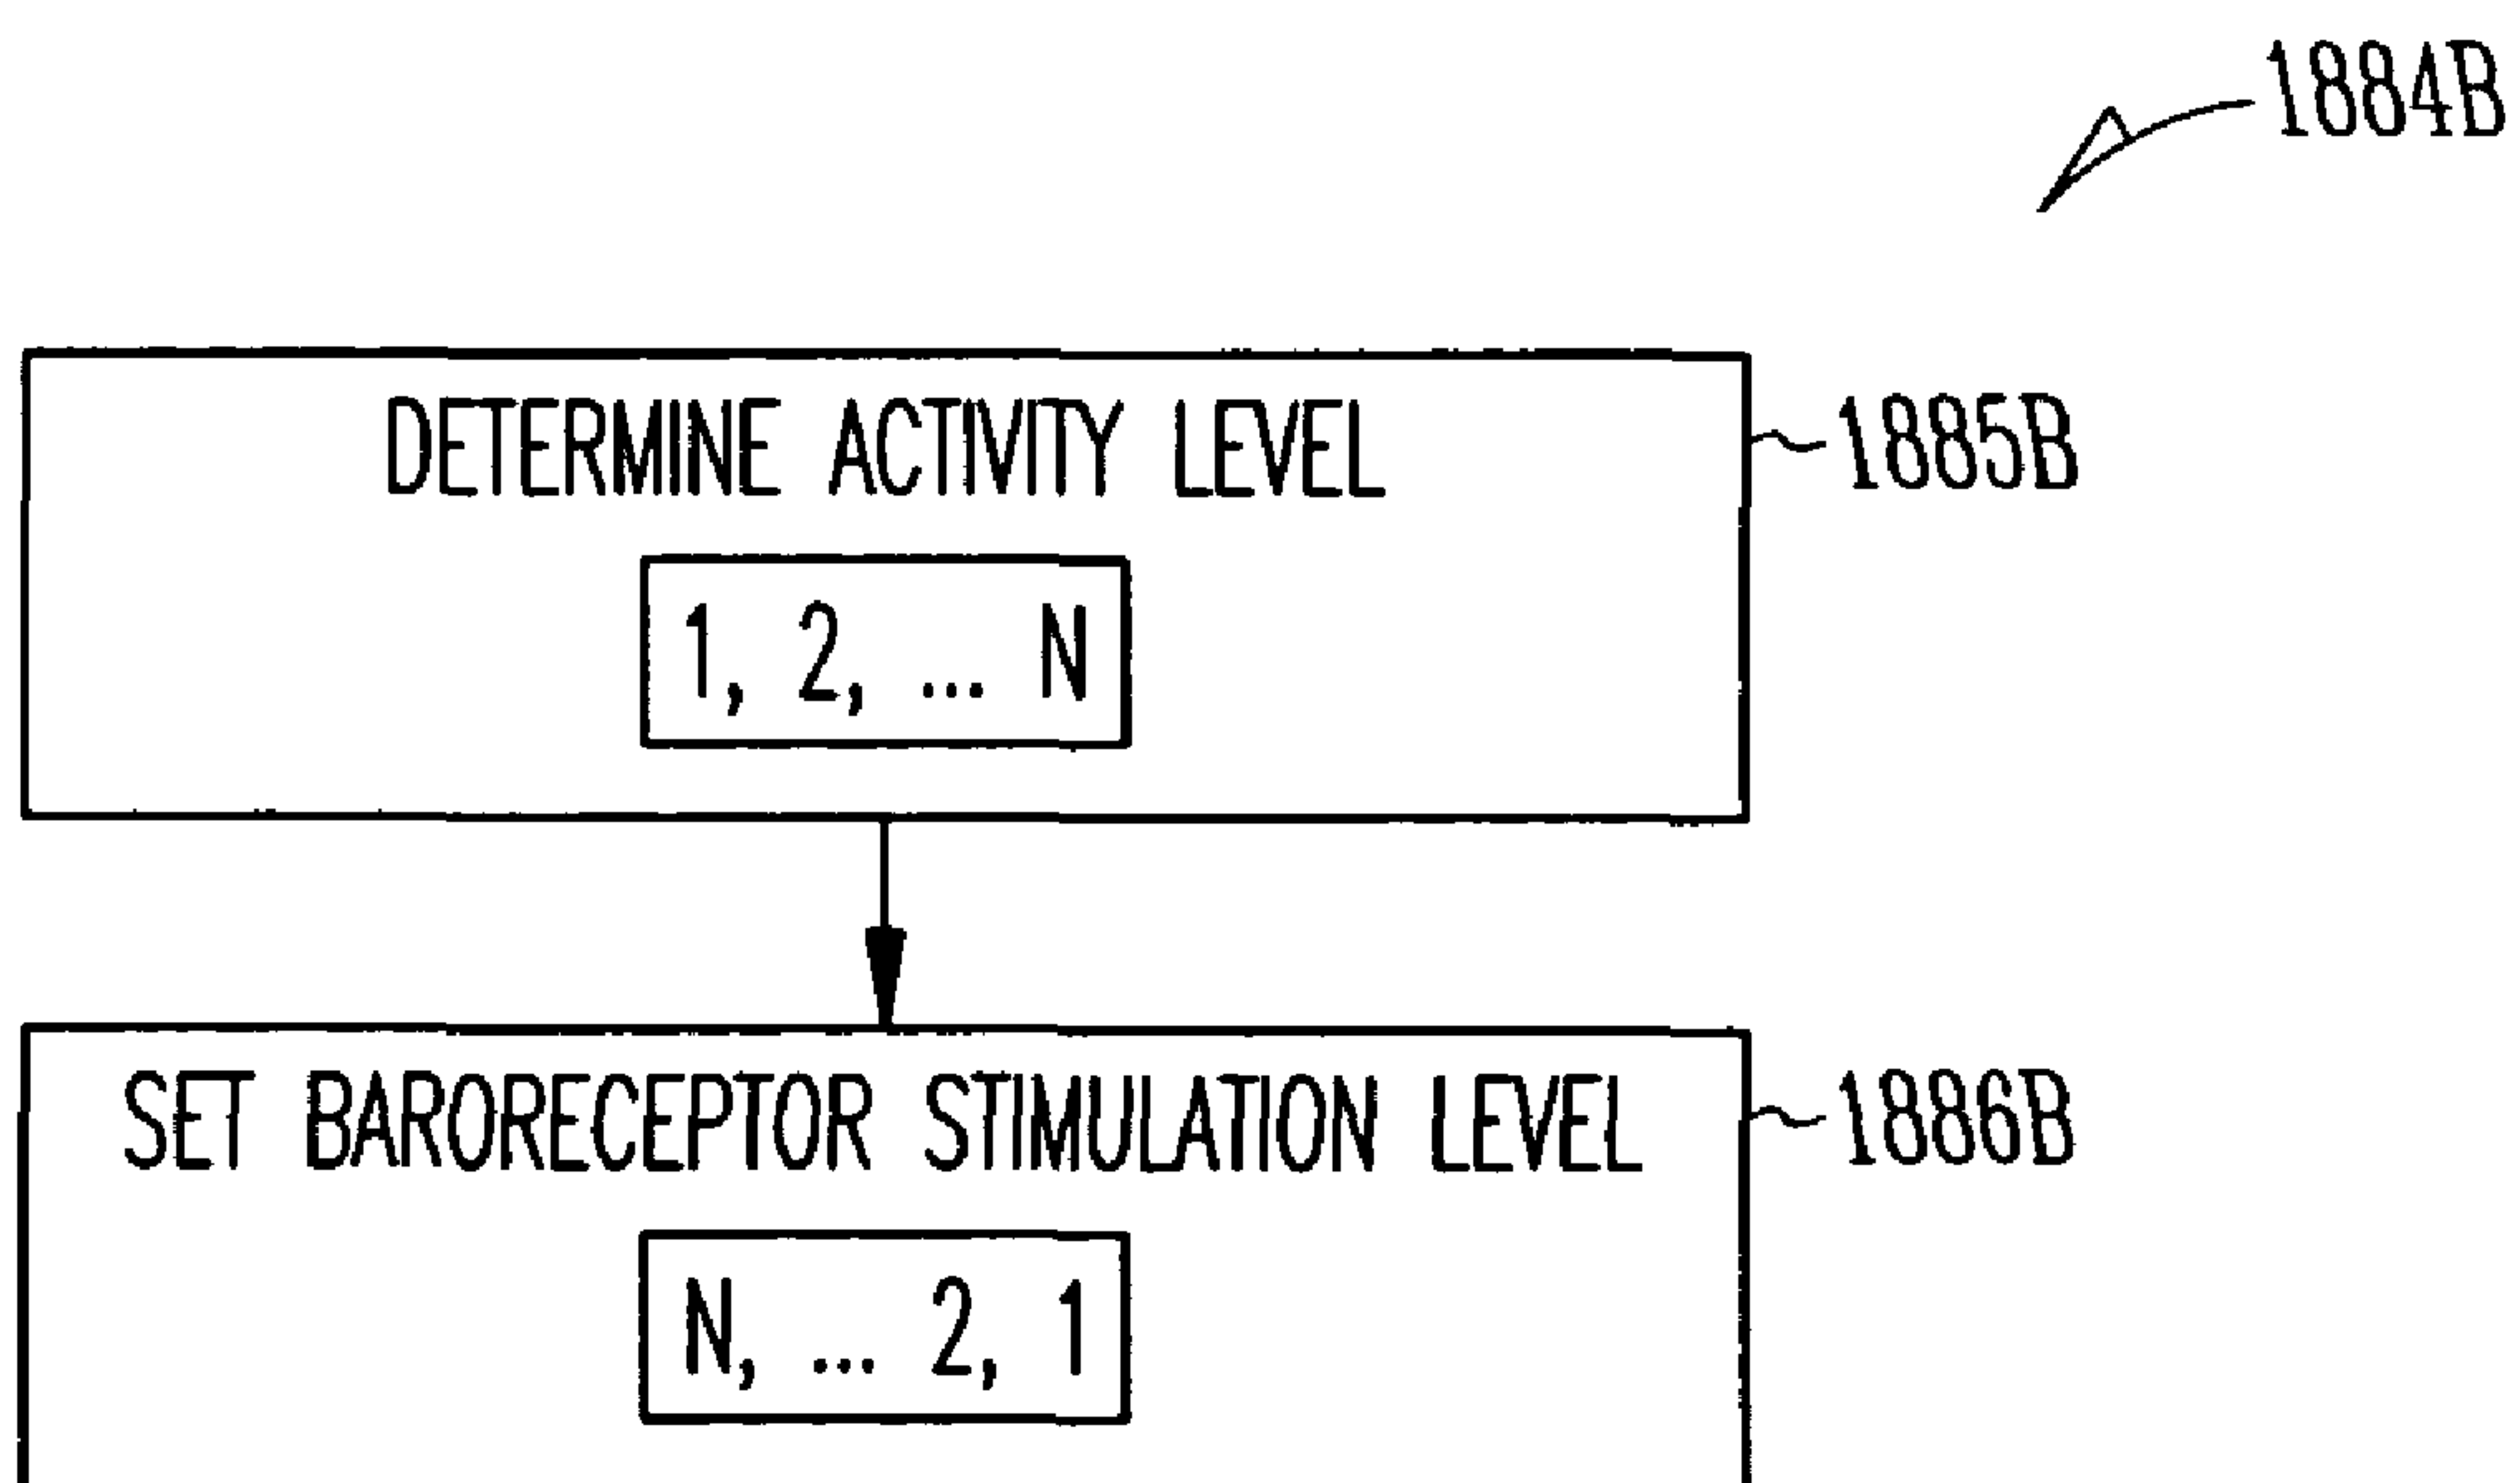 1884B
DETERMINE ACTIVITY LEVEL
1885B
1, 2, ... N
SET BARORECEPTOR STIMULATION LEVEL
1886B
N, ... 2, 1